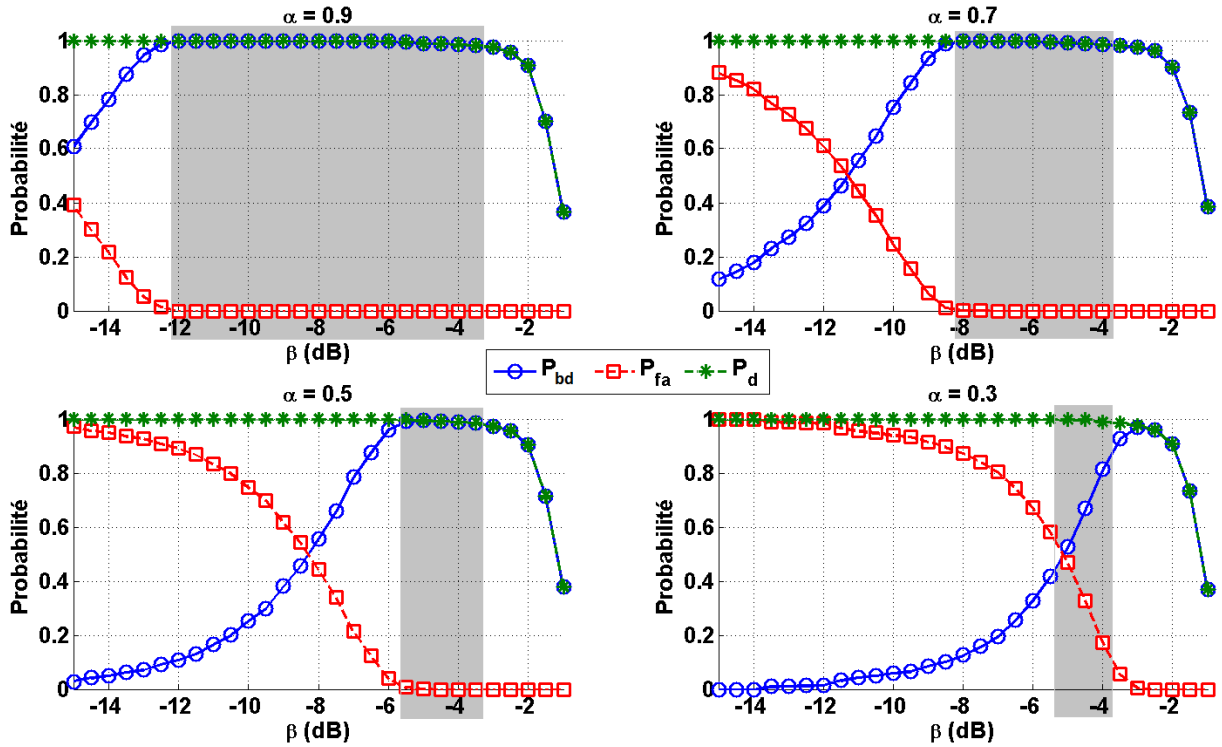 α = 0.9
Probabilité
1
0.8
0.6
0.4
0.2
0
-14 -12 -10 -8 -6 -4 -2
β (dB)
α = 0.7
Probabilité
1
0.8
0.6
0.4
0.2
0
-14 -12 -10 -8 -6 -4 -2
β (dB)
P_bd P_fa P_d
α = 0.5
Probabilité
1
0.8
0.6
0.4
0.2
0
-14 -12 -10 -8 -6 -4 -2
β (dB)
α = 0.3
Probabilité
1
0.8
0.6
0.4
0.2
0
-14 -12 -10 -8 -6 -4 -2
β (dB)